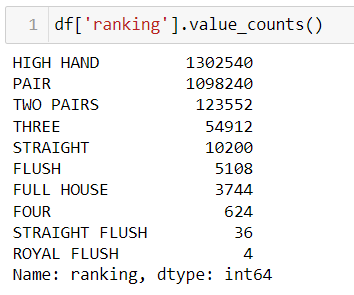 1 df['ranking'].value_counts()
HIGH HAND 1302540
PAIR 1098240
TWO PAIRS 123552
THREE 54912
STRAIGHT 10200
FLUSH 5108
FULL HOUSE 3744
FOUR 624
STRAIGHT FLUSH 36
ROYAL FLUSH 4
Name: ranking, dtype: int64